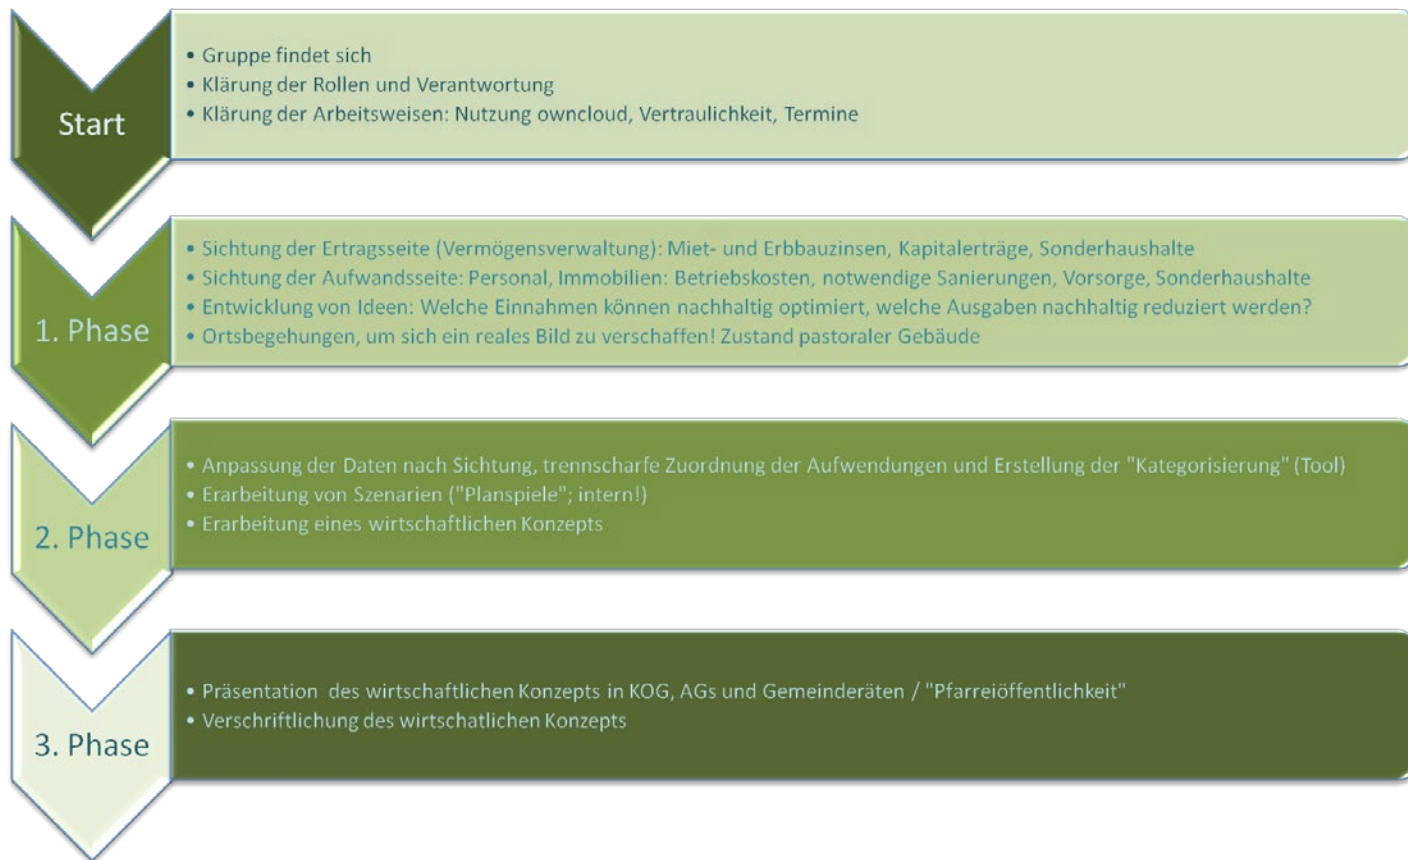 Start
• Gruppe findet sich
• Klärung der Rollen und Verantwortung
• Klärung der Arbeitsweisen: Nutzung owncloud, Vertraulichkeit, Termine
1. Phase
• Sichtung der Ertragsseite (Vermögensverwaltung): Miet- und Erbbauzinsen, Kapitalerträge, Sonderhaushalte
• Sichtung der Aufwandsseite: Personal, Immobilien: Betriebskosten, notwendige Sanierungen, Vorsorge, Sonderhaushalte
• Entwicklung von Ideen: Welche Einnahmen können nachhaltig optimiert, welche Ausgaben nachhaltig reduziert werden?
• Ortsbegehungen, um sich ein reales Bild zu verschaffen! Zustand pastoraler Gebäude
2. Phase
• Anpassung der Daten nach Sichtung, trennscharfe Zuordnung der Aufwendungen und Erstellung der "Kategorisierung" (Tool)
• Erarbeitung von Szenarien ("Planspiele"; intern!)
• Erarbeitung eines wirtschaftlichen Konzepts
3. Phase
• Präsentation des wirtschaftlichen Konzepts in KOG, AGs und Gemeinderäten / "Pfarreiöffentlichkeit"
• Verschriftlichung des wirtschatlichen Konzepts